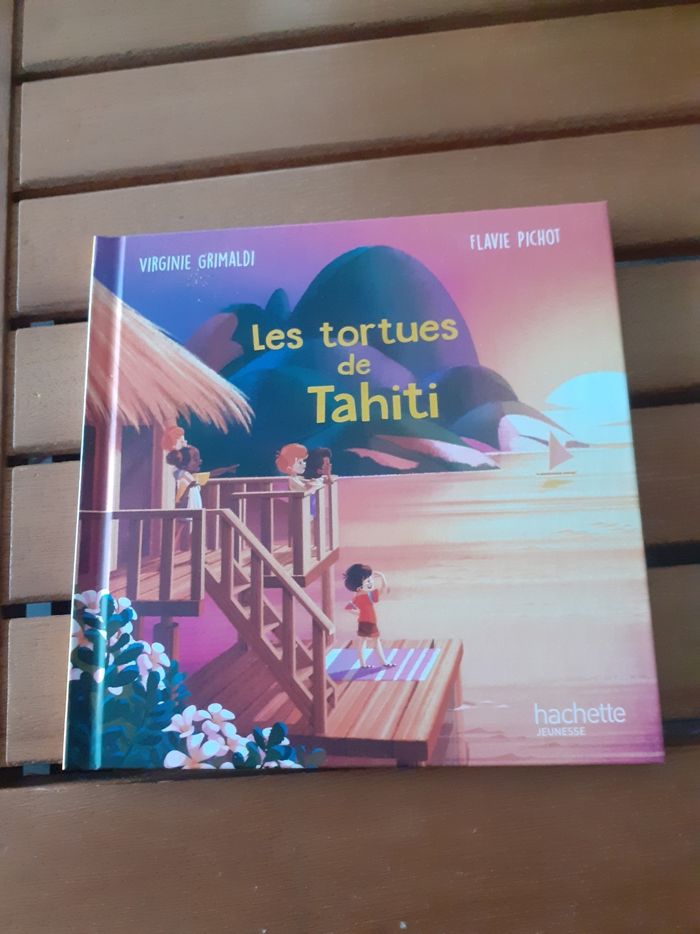 VIRGINIE GRIMALDI
FLAVIE PICHOT
Les tortues
de
Tahiti
hachette
JEUNESSE